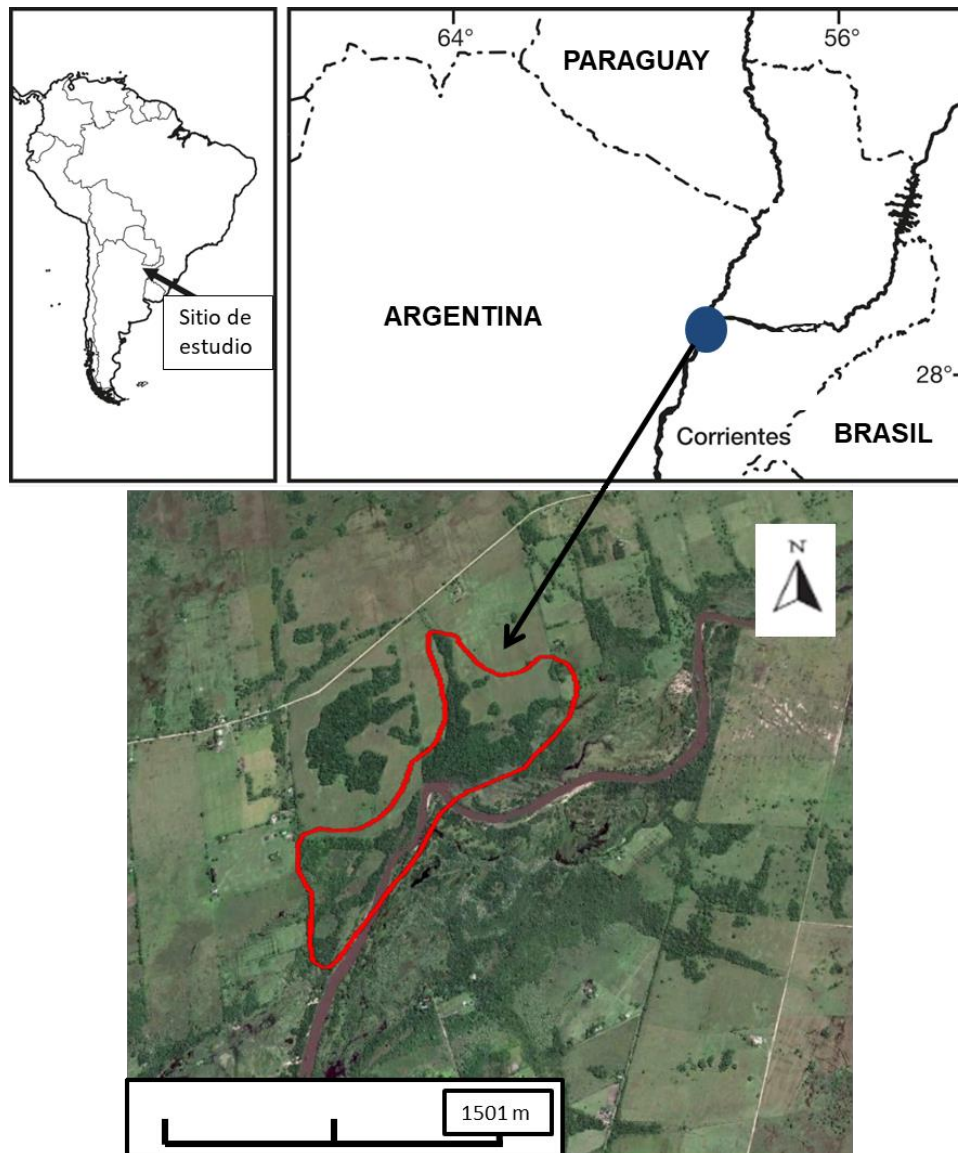 64°
56°
PARAGUAY
Sitio de
estudio
ARGENTINA
28°
Corrientes
BRASIL
N
1501 m